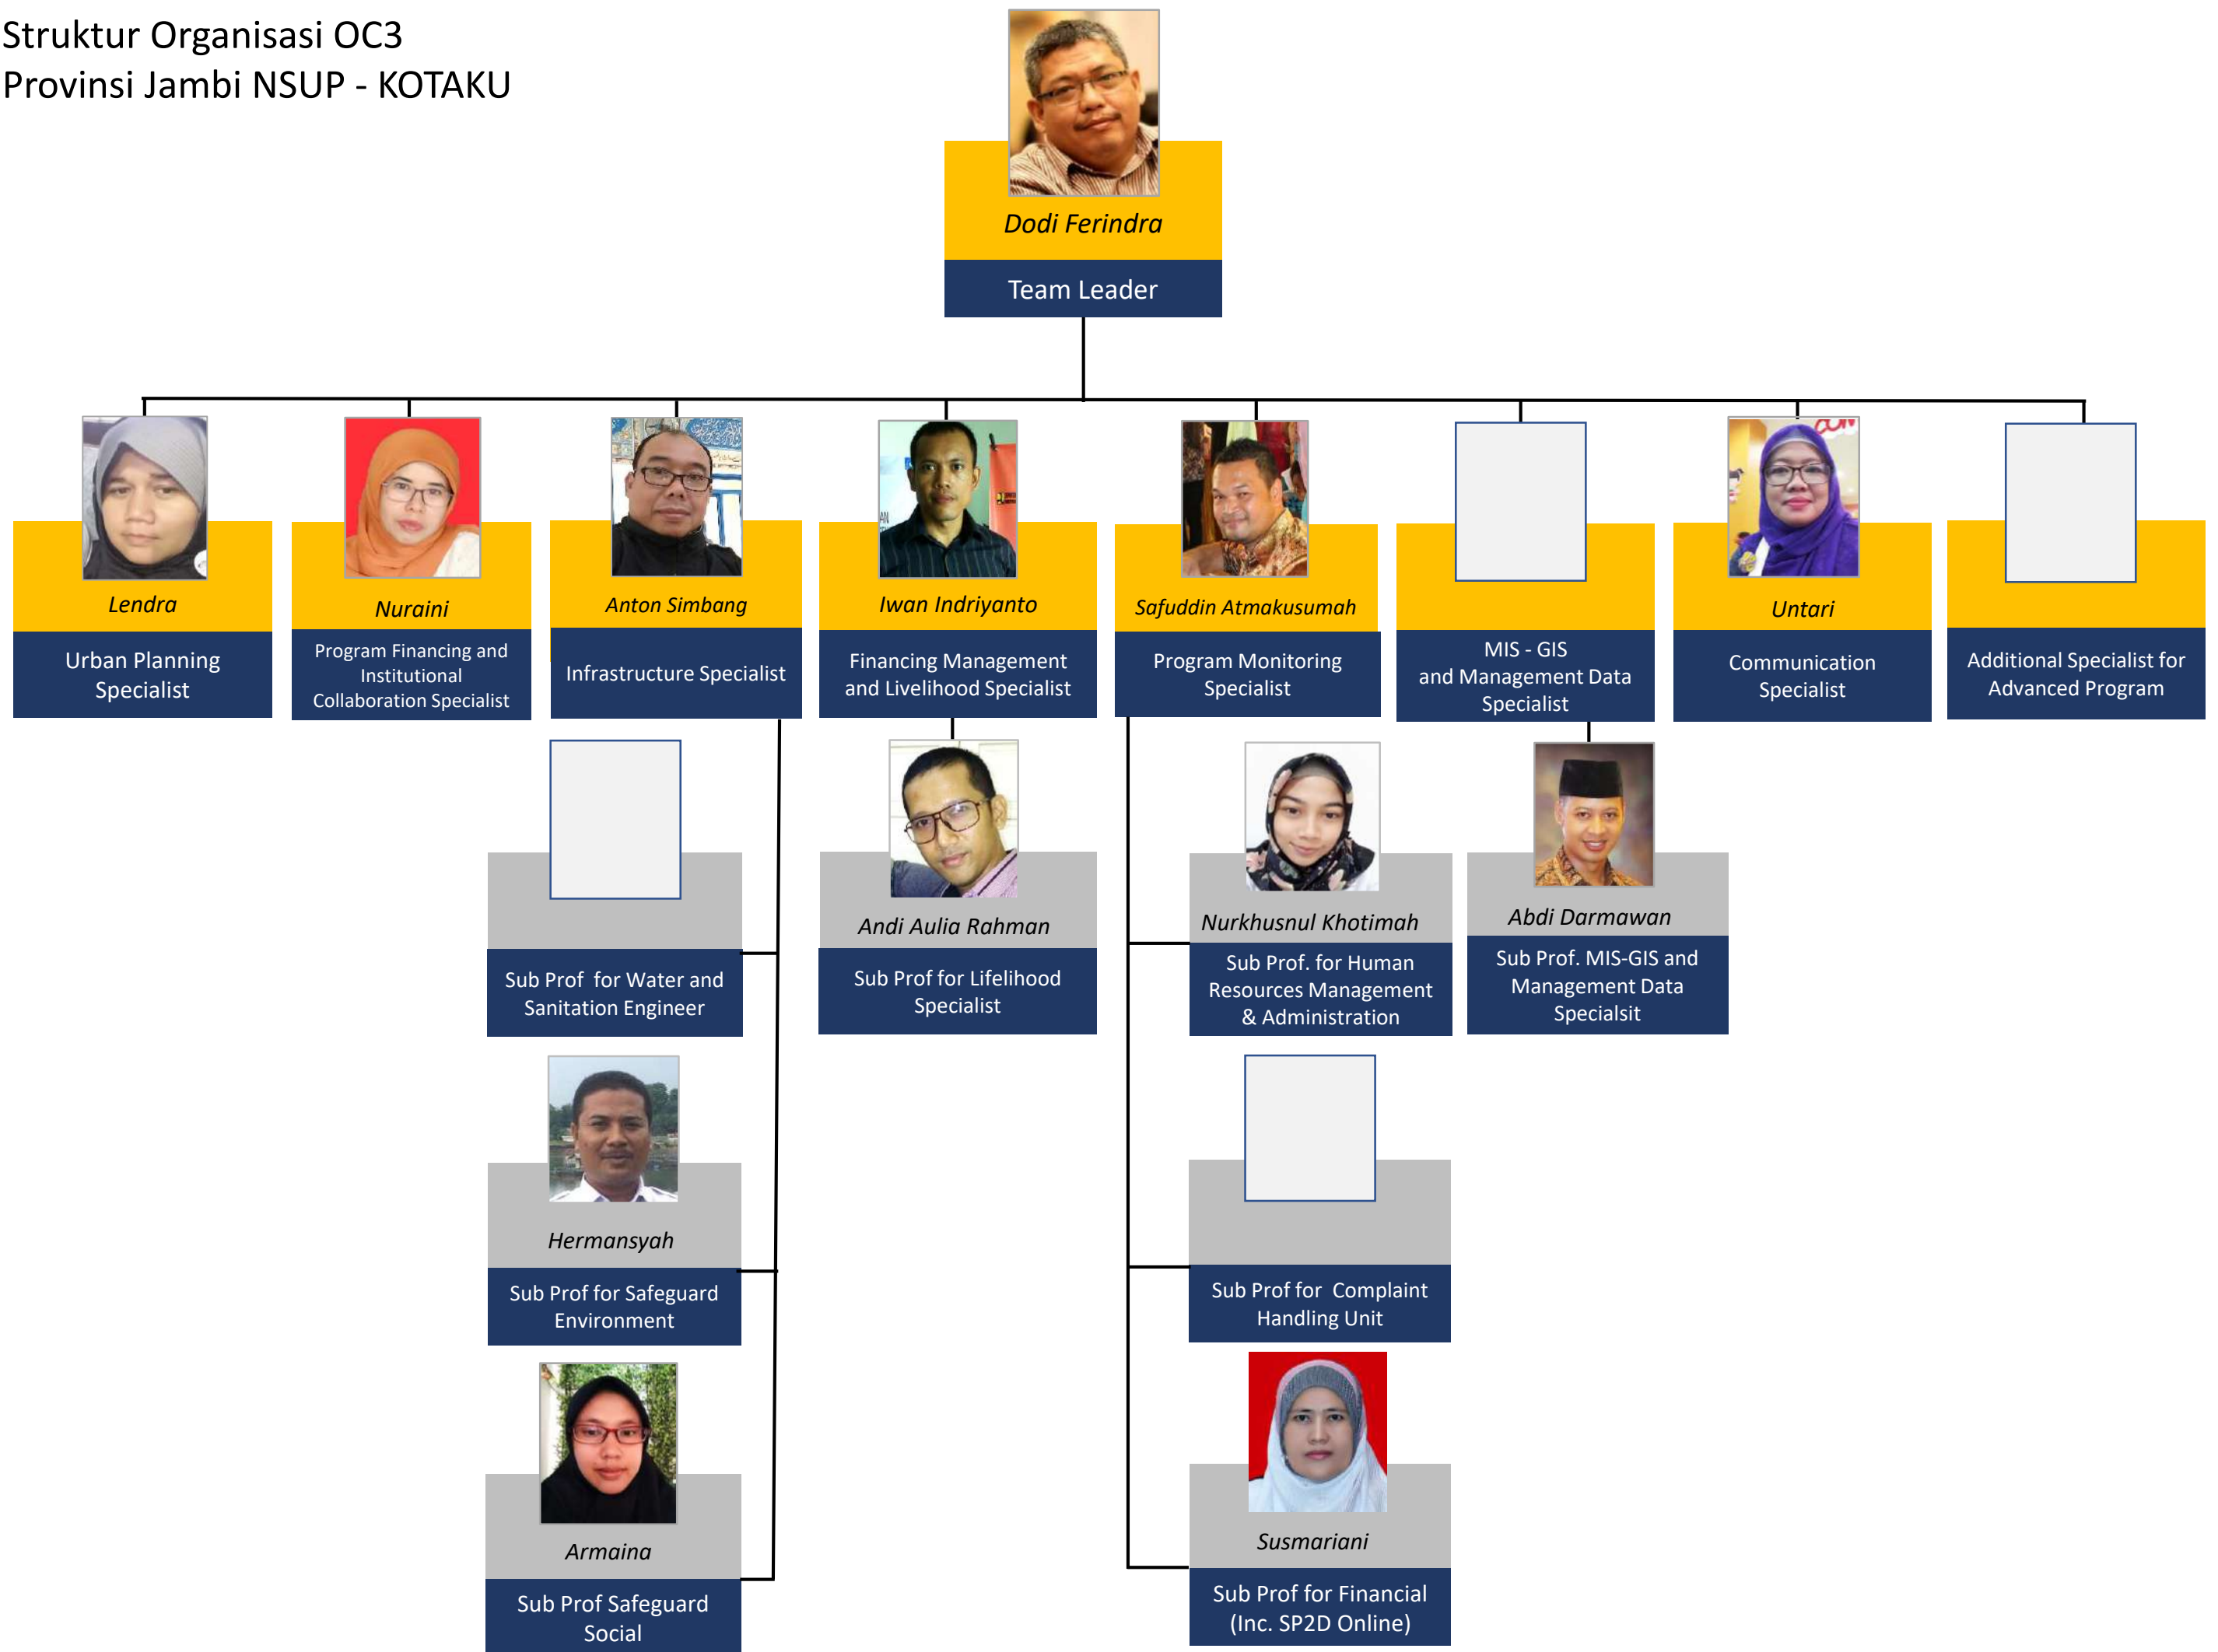 Struktur Organisasi OC3
Provinsi Jambi NSUP - KOTAKU
Dodi Ferindra
Team Leader
Lendra
Urban Planning
Specialist
Nuraini
Program Financing and
Institutional
Collaboration Specialist
Anton Simbang
Infrastructure Specialist
Iwan Indriyanto
Financing Management
and Livelihood Specialist
Safuddin Atmakusumah
Program Monitoring
Specialist
MIS - GIS
and Management Data
Specialist
Untari
Communication
Specialist
Additional Specialist for
Advanced Program
Sub Prof for Water and
Sanitation Engineer
Andi Aulia Rahman
Sub Prof for Lifelihood
Specialist
Nurkhusnul Khotimah
Sub Prof. for Human
Resources Management
& Administration
Abdi Darmawan
Sub Prof. MIS-GIS and
Management Data
Specialsit
Hermansyah
Sub Prof for Safeguard
Environment
Sub Prof for Complaint
Handling Unit
Armaina
Sub Prof Safeguard
Social
Susmariani
Sub Prof for Financial
(Inc. SP2D Online)